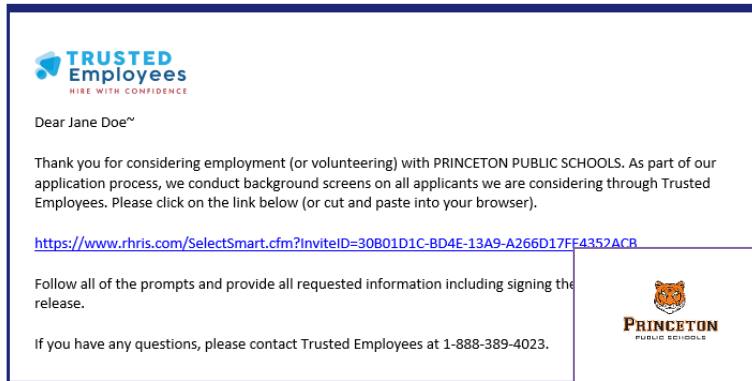 TRUSTED
Employees
HIRE WITH CONFIDENCE
Dear Jane Doe~
Thank you for considering employment (or volunteering) with PRINCETON PUBLIC SCHOOLS. As part of our
application process, we conduct background screens on all applicants we are considering through Trusted
Employees. Please click on the link below (or cut and paste into your browser).
https://www.rhris.com/SelectSmart.cfm?InviteID=30B01D1C-BD4E-13A9-A266D17FE4352ACB
Follow all of the prompts and provide all requested information including signing the
release.
If you have any questions, please contact Trusted Employees at 1-888-389-4023.
PRINCETON
PUBLIC SCHOOLS